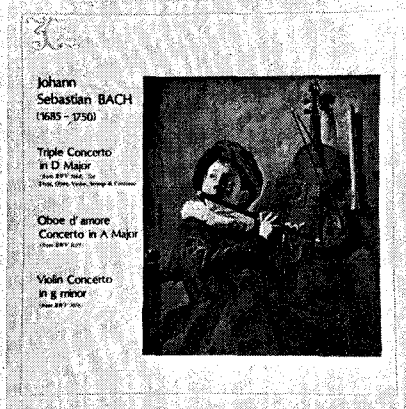 Johann
Sebastian BACH
(1685 - 1750)
Triple Concerto
in D Major
Oboe d'amore
Concerto in A Major
Violin Concerto
in g minor